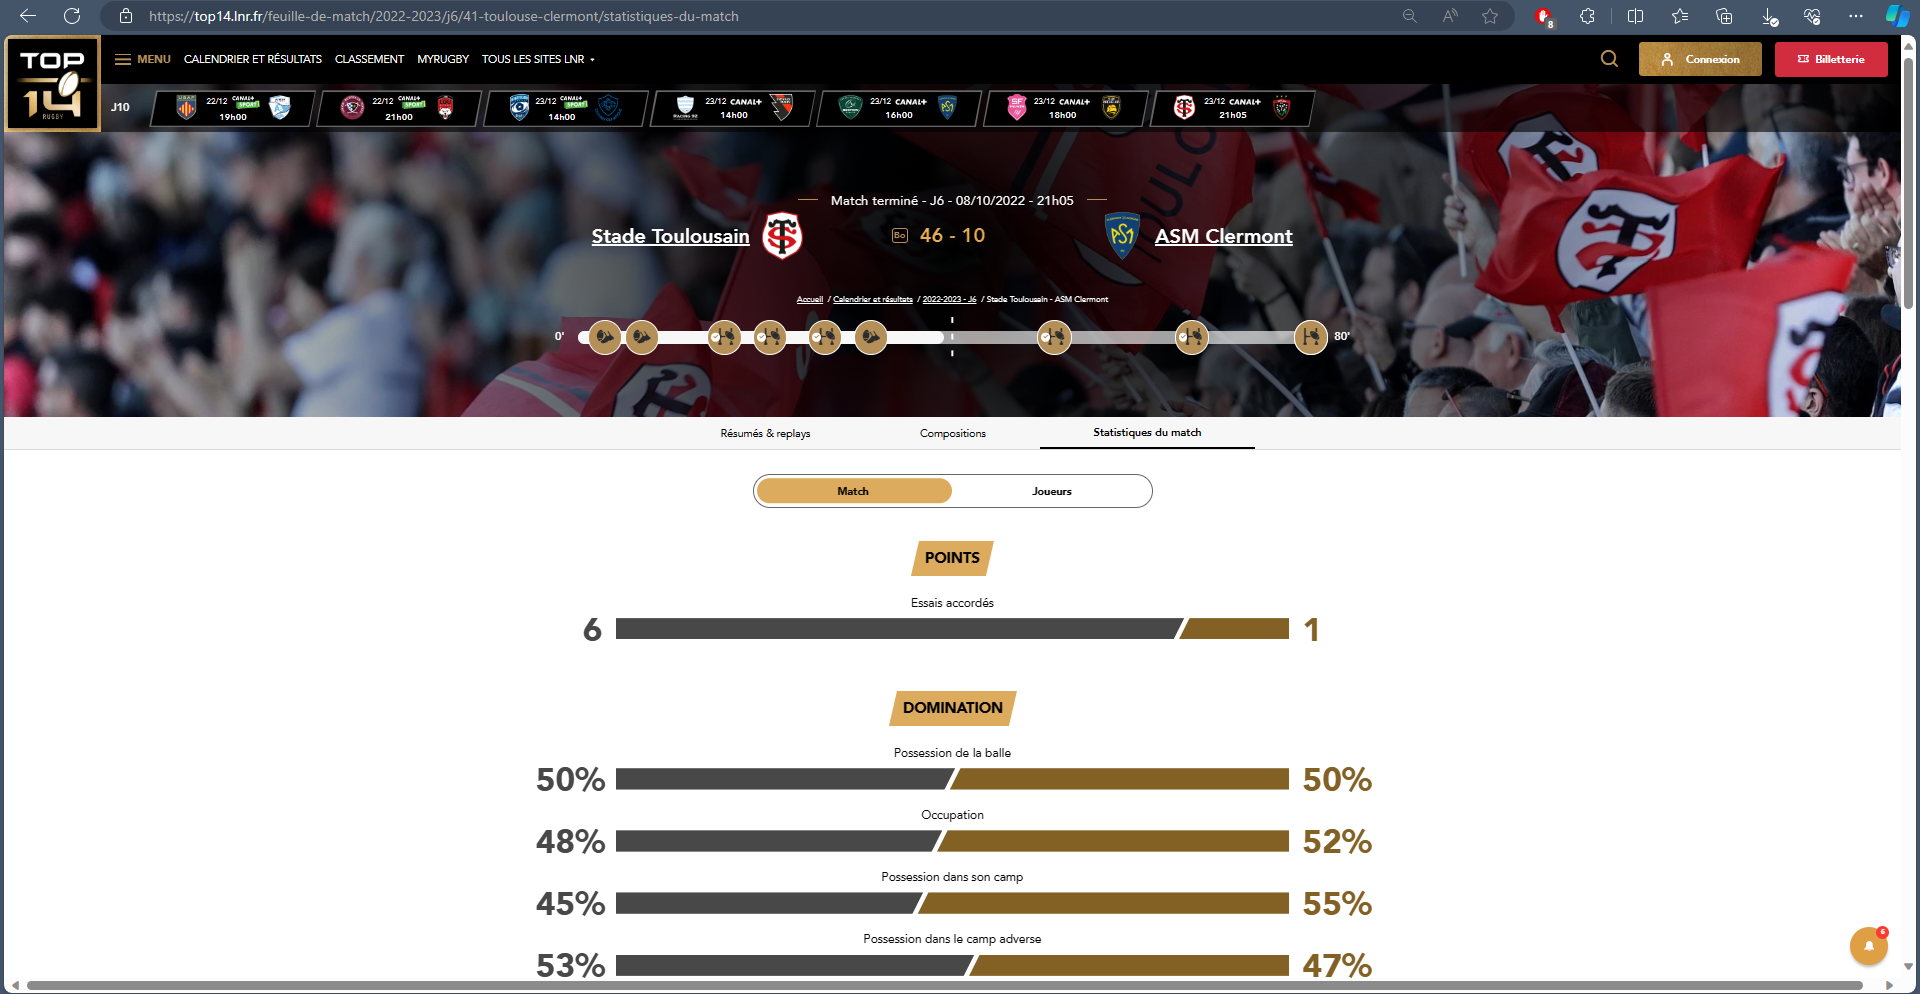 https://top14.lnr.fr/feuille-de-match/2022-2023/j6/41-toulouse-clermont/statistiques-du-match
8
TOP
14
RUGBY
MENU
CALENDRIER ET RÉSULTATS
CLASSEMENT
MYRUGBY
TOUS LES SITES LNR
Connexion
Billetterie
J10
22/12 CANAL+ SPORT
19h00
22/12 CANAL+ SPORT
21h00
23/12 CANAL+ SPORT
14h00
23/12 CANAL+
14h00
23/12 CANAL+
16h00
23/12 CANAL+
18h00
23/12 CANAL+
21h05
Match terminé - J6 - 08/10/2022 - 21h05
Stade Toulousain
Bo 46 - 10
ASM Clermont
Accueil / Calendrier et résultats / 2022-2023 - J6 / Stade Toulousain - ASM Clermont
0'
80'
Résumés & replays
Compositions
Statistiques du match
Match
Joueurs
POINTS
Essais accordés
6
1
DOMINATION
Possession de la balle
50%
50%
Occupation
48%
52%
Possession dans son camp
45%
55%
Possession dans le camp adverse
53%
47%
6